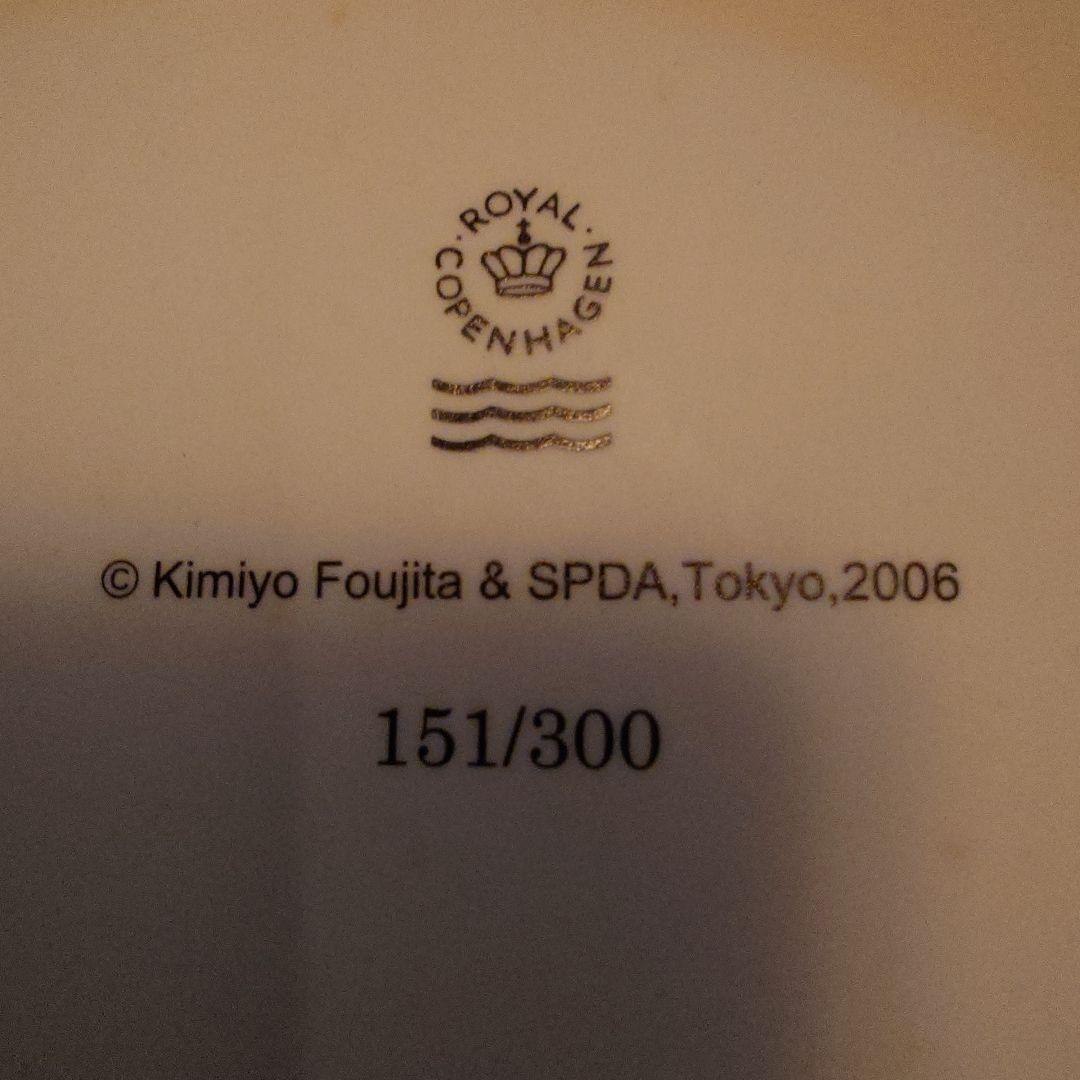 ·ROYAL·
COPENHAGEN
© Kimiyo Foujita & SPDA,Tokyo,2006
151/300